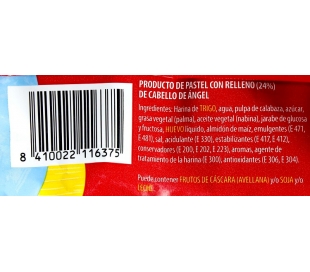 PRODUCTO DE PASTEL CON RELLENO (24%)
DE CABELLO DE ÁNGEL
Ingredientes: Harina de TRIGO, agua, pulpa de calabaza, azúcar,
grasa vegetal (palma), aceite vegetal (nabina), jarabe de glucosa
y fructosa, HUEVO líquido, almidón de maíz, emulgentes (E 471,
E 481), sal, acidulante (E 330), estabilizantes (E 417, E 412),
conservadores (E 200, E 202, E 223), aromas, agente de
tratamiento de la harina (E 300), antioxidantes (E 306, E 304).
Puede contener FRUTOS DE CÁSCARA (AVELLANA) y/o SOJA y/o
LECHE
8 410022 116375